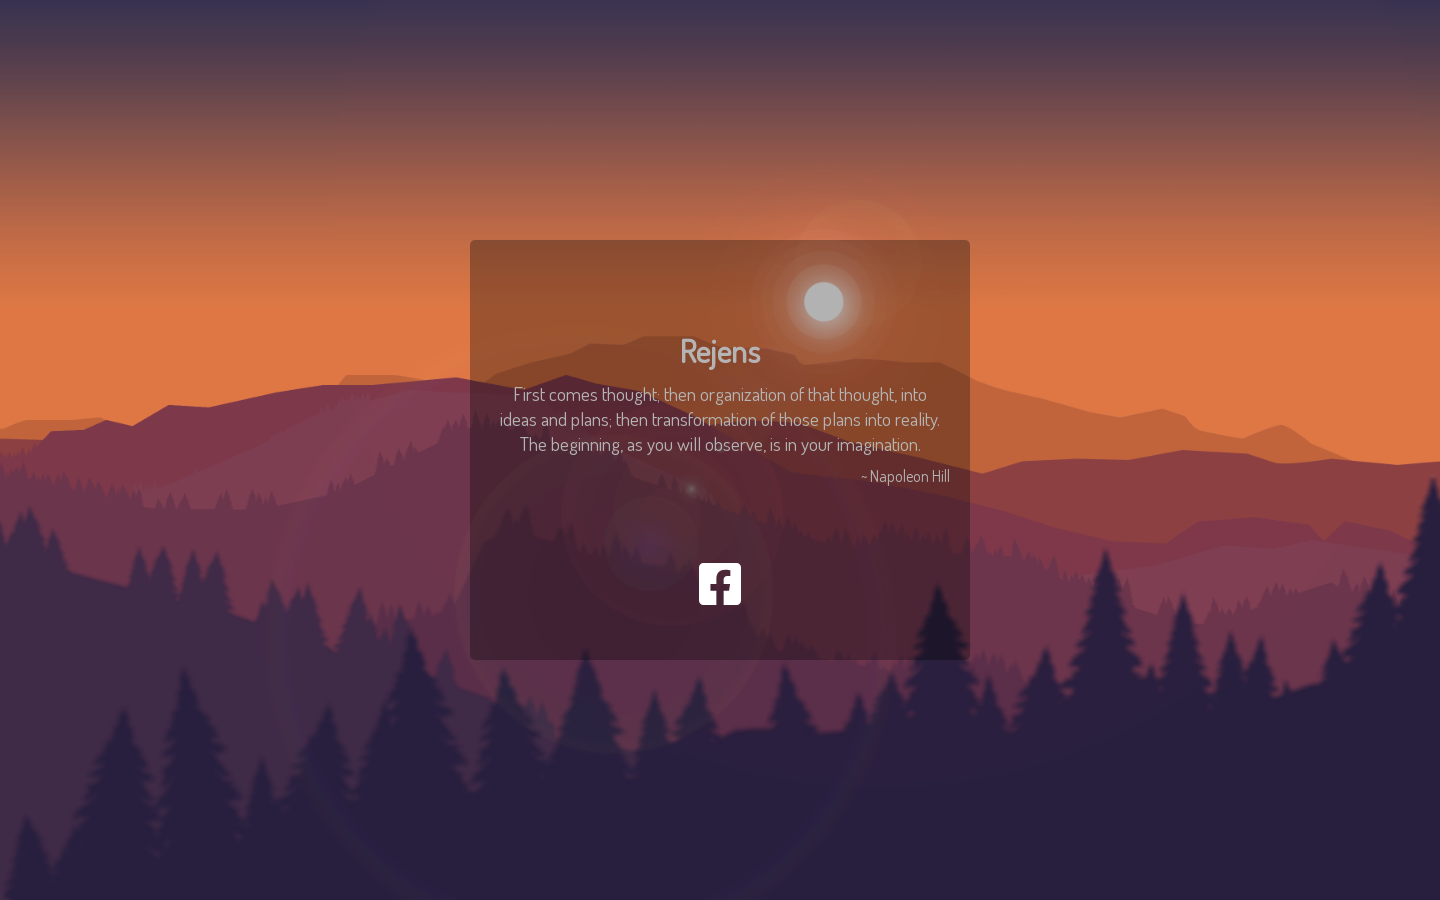 Rejens
First comes thought; then organization of that thought, into
ideas and plans; then transformation of those plans into reality.
The beginning, as you will observe, is in your imagination.
~ Napoleon Hill